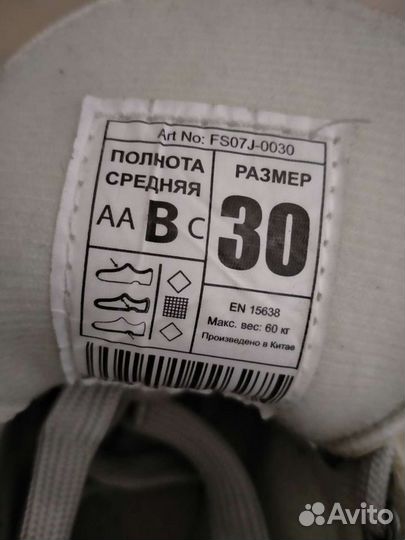 Art No: FS07J-0030
ПОЛНОТА
СРЕДНЯЯ
AA B C
РАЗМЕР
30
EN 15638
Макс. вес: 60 кг
Произведено в Китае
Avito